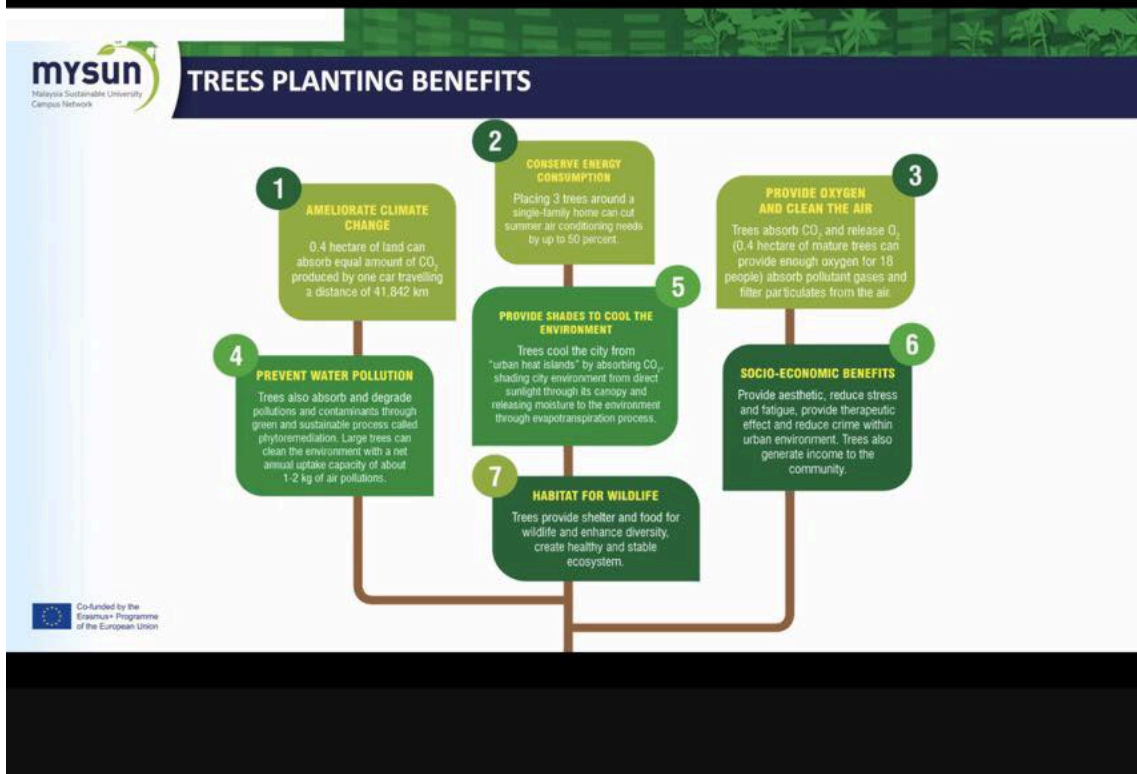 mysun
Malaysia Sustainable University
Campus Network
TREES PLANTING BENEFITS
1
AMELIORATE CLIMATE
CHANGE
0.4 hectare of land can
absorb equal amount of CO₂
produced by one car travelling
a distance of 41,842 km
2
CONSERVE ENERGY
CONSUMPTION
Placing 3 trees around a
single-family home can cut
summer air conditioning needs
by up to 50 percent.
3
PROVIDE OXYGEN
AND CLEAN THE AIR
Trees absorb CO₂ and release O₂
(0.4 hectare of mature trees can
provide enough oxygen for 18
people) absorb pollutant gases and
filter particulates from the air.
4
PREVENT WATER POLLUTION
Trees also absorb and degrade
pollutions and contaminants through
green and sustainable process called
phytoremediation. Large trees can
clean the environment with a net
annual uptake capacity of about
1-2 kg of air pollutions.
5
PROVIDE SHADES TO COOL THE
ENVIRONMENT
Trees cool the city from
"urban heat islands" by absorbing CO₂,
shading city environment from direct
sunlight through its canopy and
releasing moisture to the environment
through evapotranspiration process.
6
SOCIO-ECONOMIC BENEFITS
Provide aesthetic, reduce stress
and fatigue, provide therapeutic
effect and reduce crime within
urban environment. Trees also
generate income to the
community.
7
HABITAT FOR WILDLIFE
Trees provide shelter and food for
wildlife and enhance diversity,
create healthy and stable
ecosystem.
Co-funded by the
Erasmus+ Programme
of the European Union